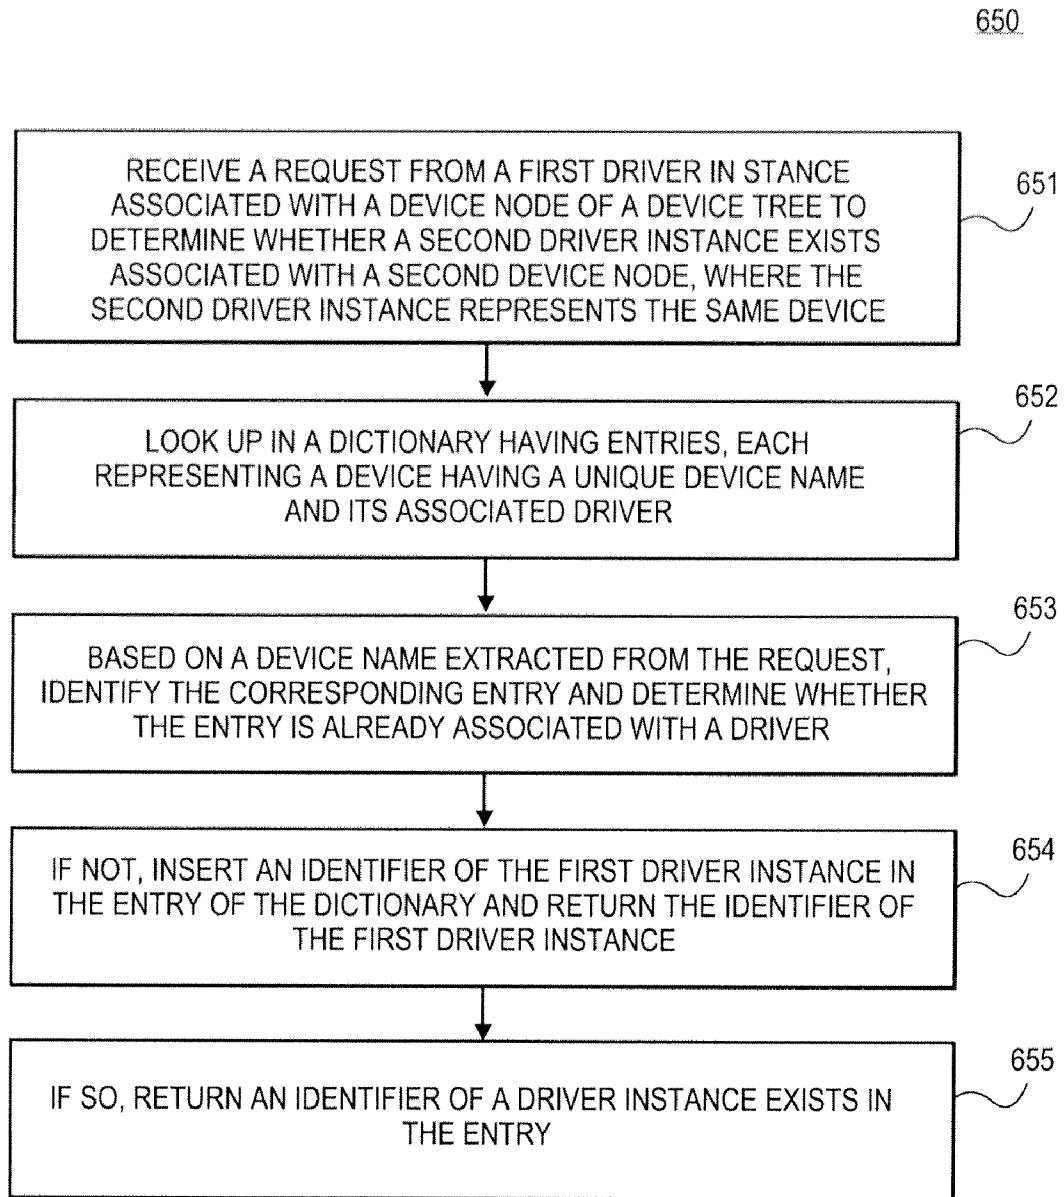 650
RECEIVE A REQUEST FROM A FIRST DRIVER IN STANCE
ASSOCIATED WITH A DEVICE NODE OF A DEVICE TREE TO
DETERMINE WHETHER A SECOND DRIVER INSTANCE EXISTS
ASSOCIATED WITH A SECOND DEVICE NODE, WHERE THE
SECOND DRIVER INSTANCE REPRESENTS THE SAME DEVICE
651
LOOK UP IN A DICTIONARY HAVING ENTRIES, EACH
REPRESENTING A DEVICE HAVING A UNIQUE DEVICE NAME
AND ITS ASSOCIATED DRIVER
652
BASED ON A DEVICE NAME EXTRACTED FROM THE REQUEST,
IDENTIFY THE CORRESPONDING ENTRY AND DETERMINE WHETHER
THE ENTRY IS ALREADY ASSOCIATED WITH A DRIVER
653
IF NOT, INSERT AN IDENTIFIER OF THE FIRST DRIVER INSTANCE IN
THE ENTRY OF THE DICTIONARY AND RETURN THE IDENTIFIER OF
THE FIRST DRIVER INSTANCE
654
IF SO, RETURN AN IDENTIFIER OF A DRIVER INSTANCE EXISTS IN
THE ENTRY
655